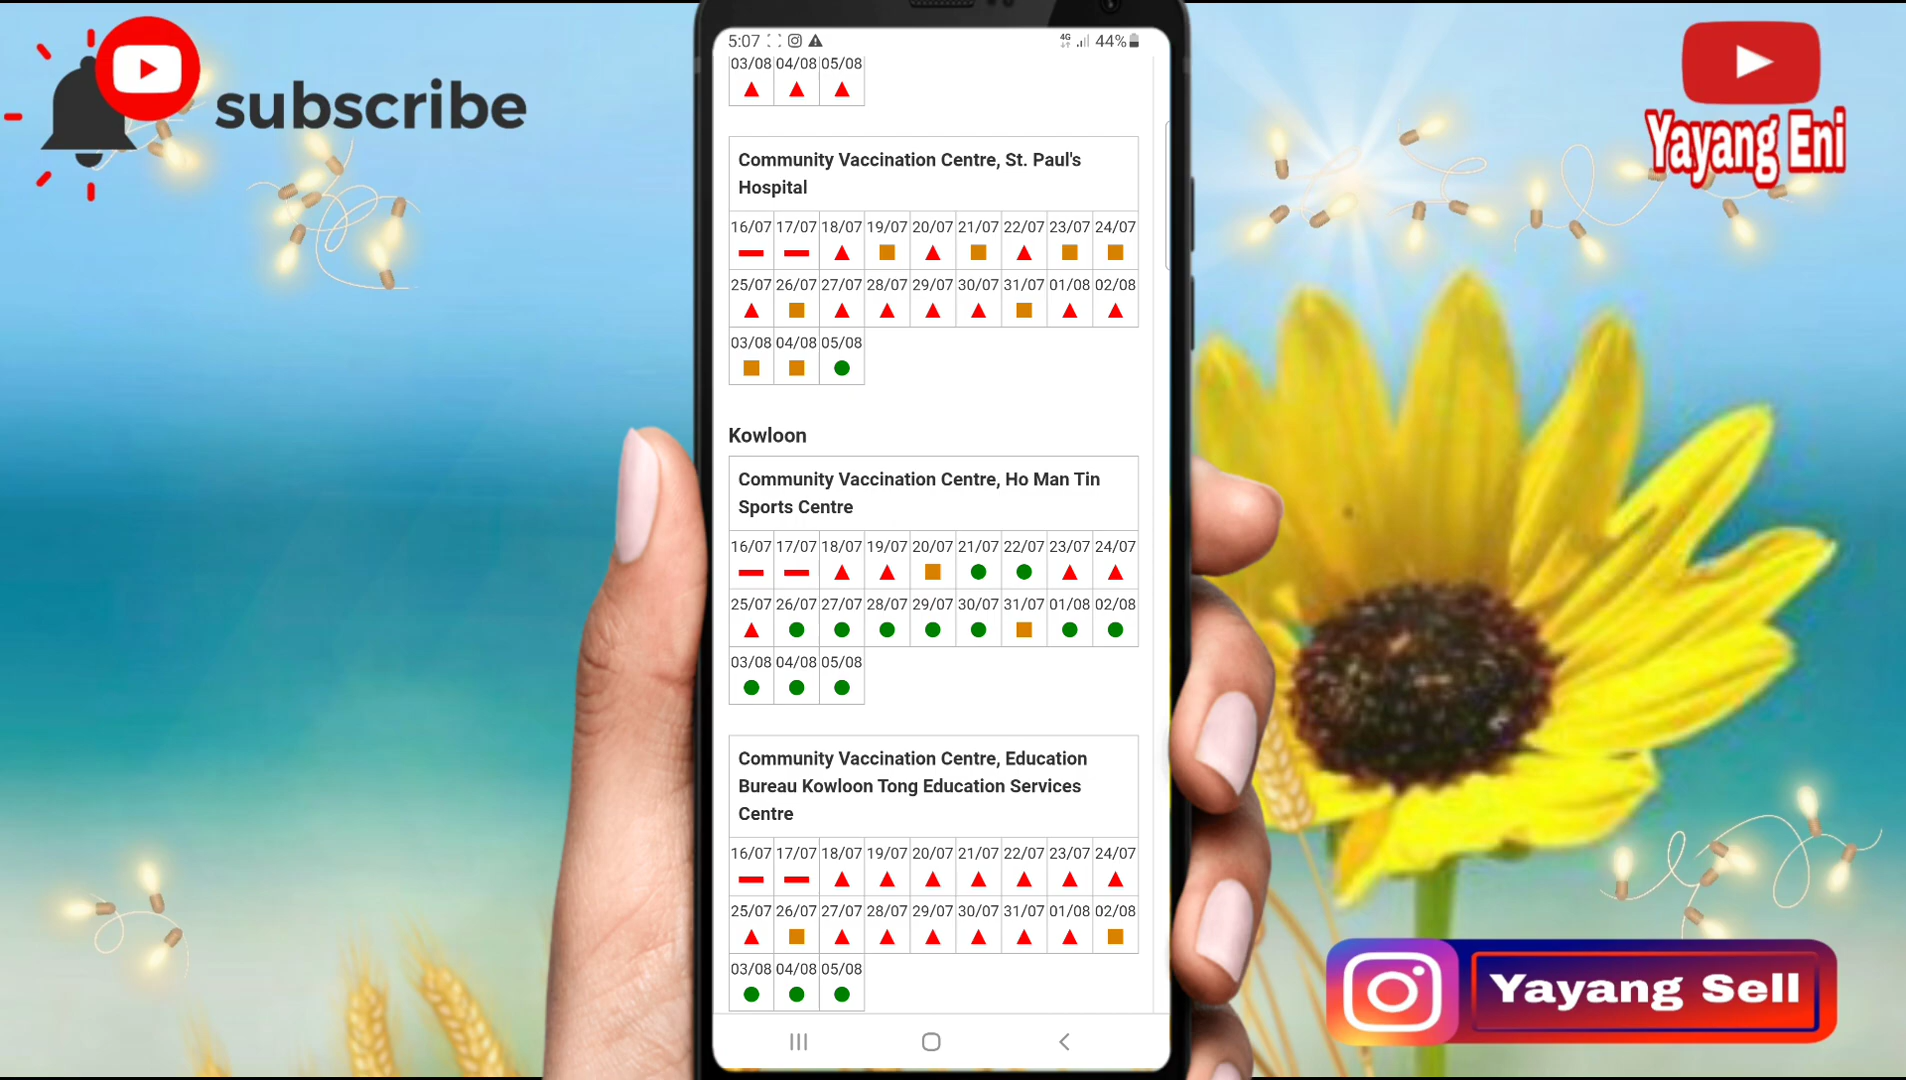 subscribe
Yayang Eni
5:07
4G
44%
03/08 04/08 05/08
Community Vaccination Centre, St. Paul's
Hospital
16/07 17/07 18/07 19/07 20/07 21/07 22/07 23/07 24/07
25/07 26/07 27/07 28/07 29/07 30/07 31/07 01/08 02/08
03/08 04/08 05/08
Kowloon
Community Vaccination Centre, Ho Man Tin
Sports Centre
16/07 17/07 18/07 19/07 20/07 21/07 22/07 23/07 24/07
25/07 26/07 27/07 28/07 29/07 30/07 31/07 01/08 02/08
03/08 04/08 05/08
Community Vaccination Centre, Education
Bureau Kowloon Tong Education Services
Centre
16/07 17/07 18/07 19/07 20/07 21/07 22/07 23/07 24/07
25/07 26/07 27/07 28/07 29/07 30/07 31/07 01/08 02/08
03/08 04/08 05/08
Yayang Sell